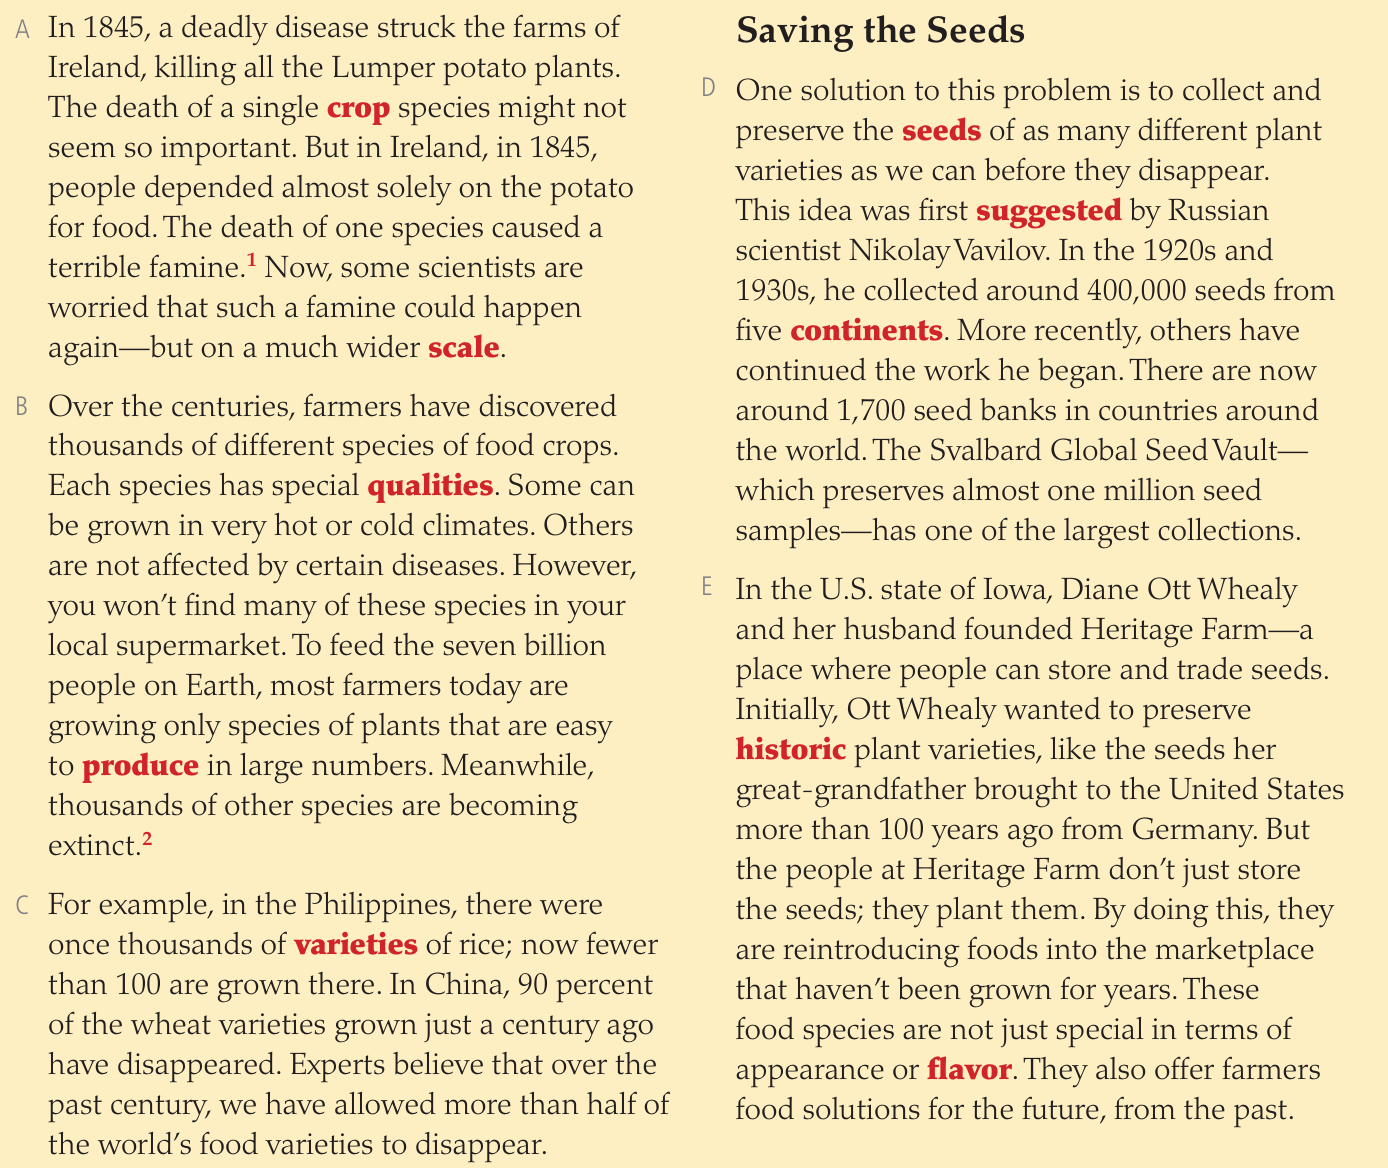 A In 1845, a deadly disease struck the farms of
Ireland, killing all the Lumper potato plants.
The death of a single crop species might not
seem so important. But in Ireland, in 1845,
people depended almost solely on the potato
for food. The death of one species caused a
terrible famine.1 Now, some scientists are
worried that such a famine could happen
again—but on a much wider scale.
B Over the centuries, farmers have discovered
thousands of different species of food crops.
Each species has special qualities. Some can
be grown in very hot or cold climates. Others
are not affected by certain diseases. However,
you won't find many of these species in your
local supermarket. To feed the seven billion
people on Earth, most farmers today are
growing only species of plants that are easy
to produce in large numbers. Meanwhile,
thousands of other species are becoming
extinct.2
C For example, in the Philippines, there were
once thousands of varieties of rice; now fewer
than 100 are grown there. In China, 90 percent
of the wheat varieties grown just a century ago
have disappeared. Experts believe that over the
past century, we have allowed more than half of
the world's food varieties to disappear.
Saving the Seeds
D One solution to this problem is to collect and
preserve the seeds of as many different plant
varieties as we can before they disappear.
This idea was first suggested by Russian
scientist Nikolay Vavilov. In the 1920s and
1930s, he collected around 400,000 seeds from
five continents. More recently, others have
continued the work he began. There are now
around 1,700 seed banks in countries around
the world. The Svalbard Global Seed Vault—
which preserves almost one million seed
samples—has one of the largest collections.
E In the U.S. state of Iowa, Diane Ott Whealy
and her husband founded Heritage Farm—a
place where people can store and trade seeds.
Initially, Ott Whealy wanted to preserve
historic plant varieties, like the seeds her
great-grandfather brought to the United States
more than 100 years ago from Germany. But
the people at Heritage Farm don't just store
the seeds; they plant them. By doing this, they
are reintroducing foods into the marketplace
that haven't been grown for years. These
food species are not just special in terms of
appearance or flavor. They also offer farmers
food solutions for the future, from the past.